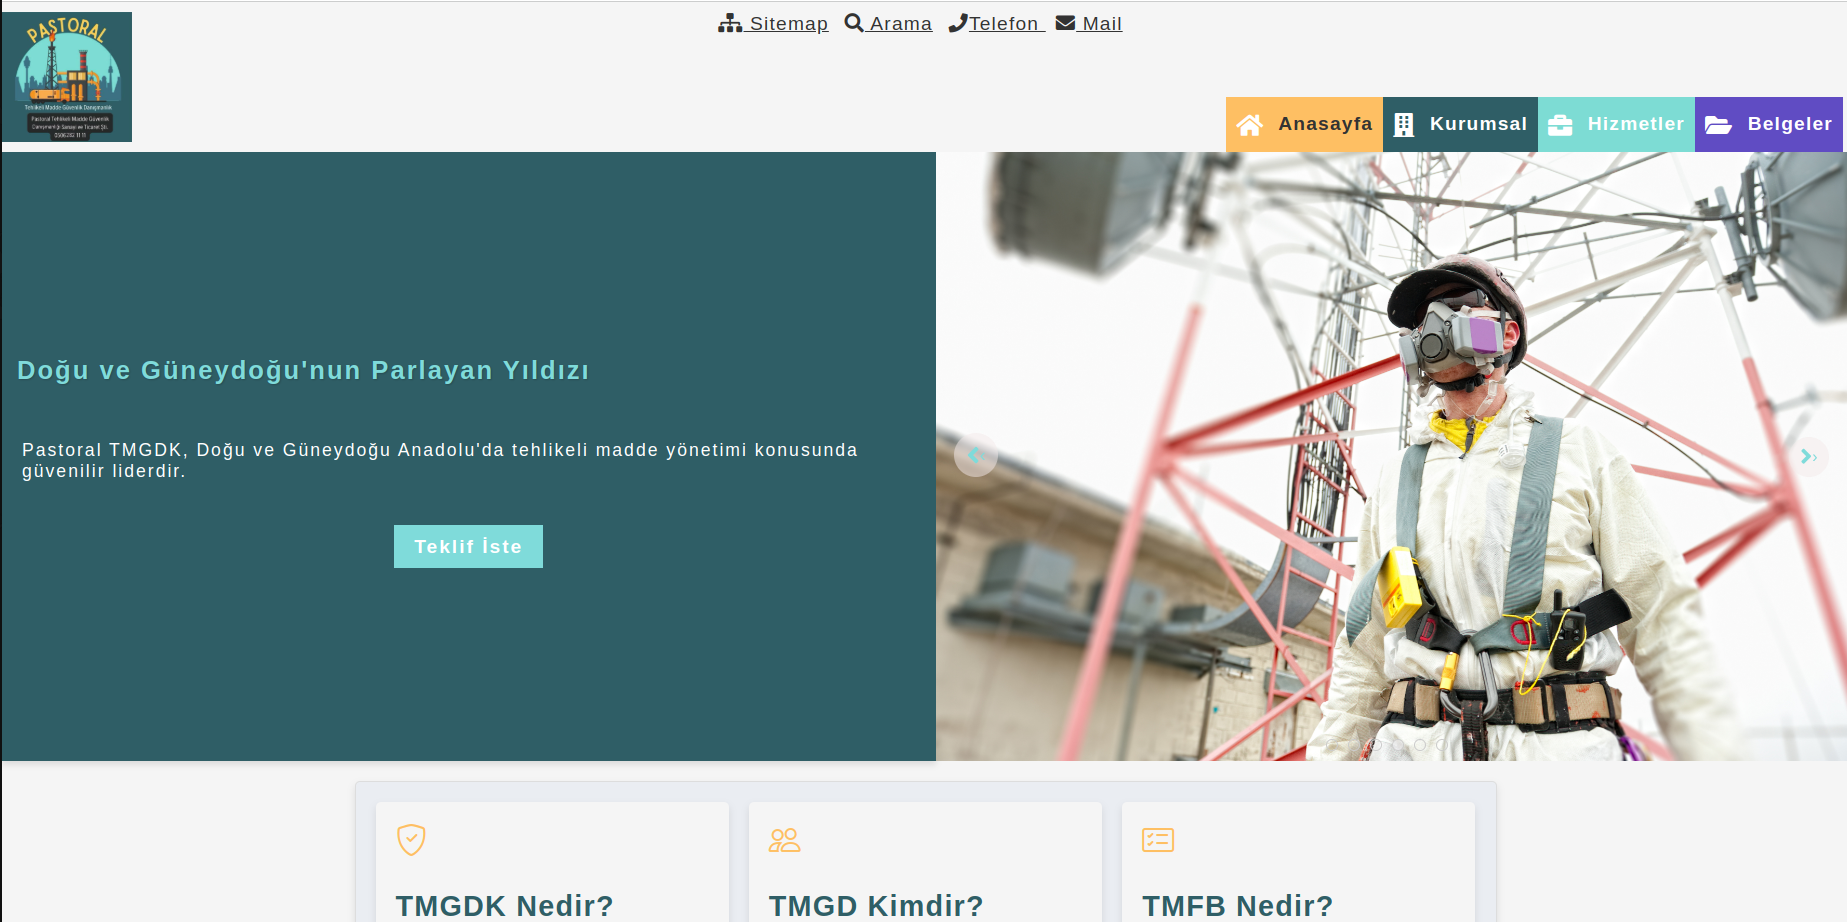 PASTORAL
Tehlikeli Madde Güvenlik Danışmanlık
Pastoral Tehlikeli Madde Güvenlik
Danışmanlığı Sanayi ve Ticaret Şti.
Sitemap Arama Telefon Mail
Anasayfa Kurumsal Hizmetler Belgeler
Doğu ve Güneydoğu'nun Parlayan Yıldızı
Pastoral TMGDK, Doğu ve Güneydoğu Anadolu'da tehlikeli madde yönetimi konusunda
güvenilir liderdir.
Teklif İste
TMGDK Nedir? TMGD Kimdir? TMFB Nedir?